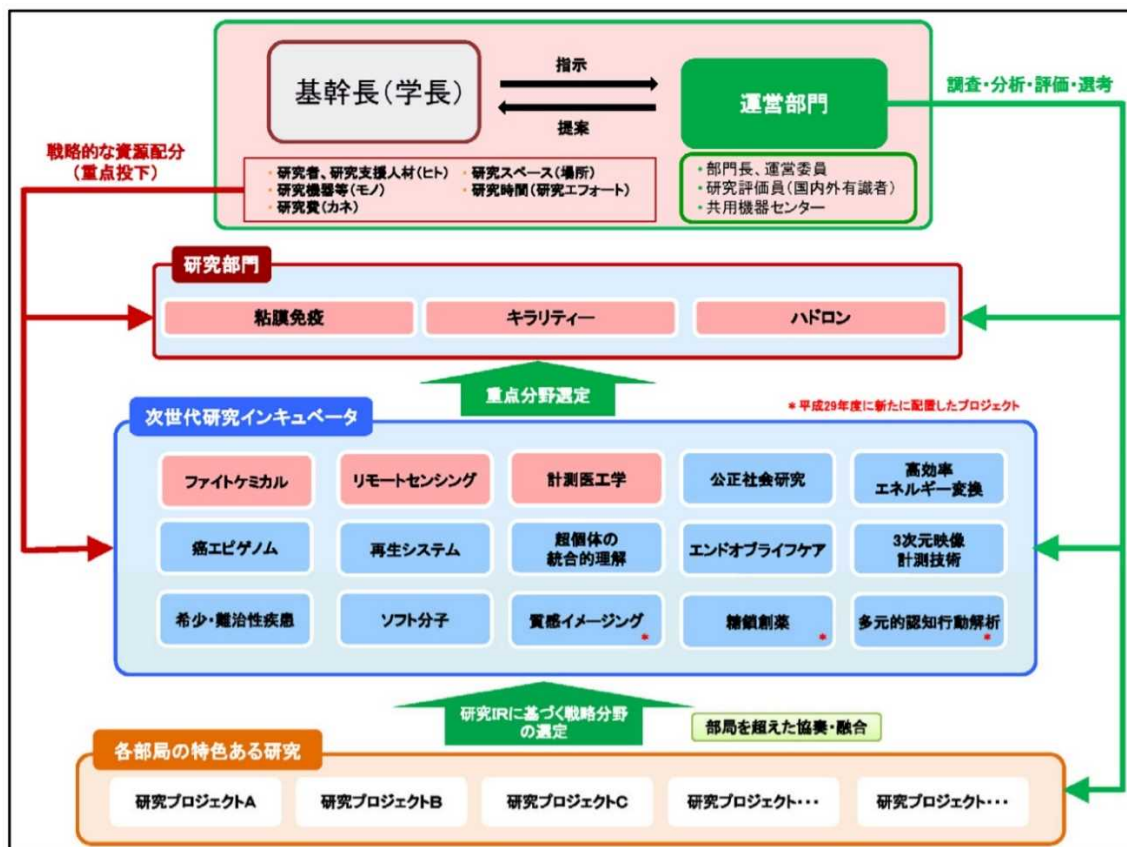 基幹長(学長)
指示
提案
運営部門
調査・分析・評価・選考
戦略的な資源配分
(重点投下)
・研究者、研究支援人材(ヒト)
・研究機器等(モノ)
・研究費(カネ)
・研究スペース(場所)
・研究時間(研究エフォート)
・部門長、運営委員
・研究評価員(国内外有識者)
・共用機器センター
研究部門
粘膜免疫
キラリティー
ハドロン
重点分野選定
*平成29年度に新たに配置したプロジェクト
次世代研究インキュベータ
ファイトケミカル
リモートセンシング
計測医工学
公正社会研究
高効率
エネルギー変換
癌エピゲノム
再生システム
超個体の
統合的理解
エンドオブライフケア
3次元映像
計測技術
希少・難治性疾患
ソフト分子
質感イメージング
*
糖鎖創薬
*
多元的認知行動解析
*
研究IRに基づく戦略分野
の選定
部局を超えた協奏・融合
各部局の特色ある研究
研究プロジェクトA
研究プロジェクトB
研究プロジェクトC
研究プロジェクト・・・
研究プロジェクト・・・